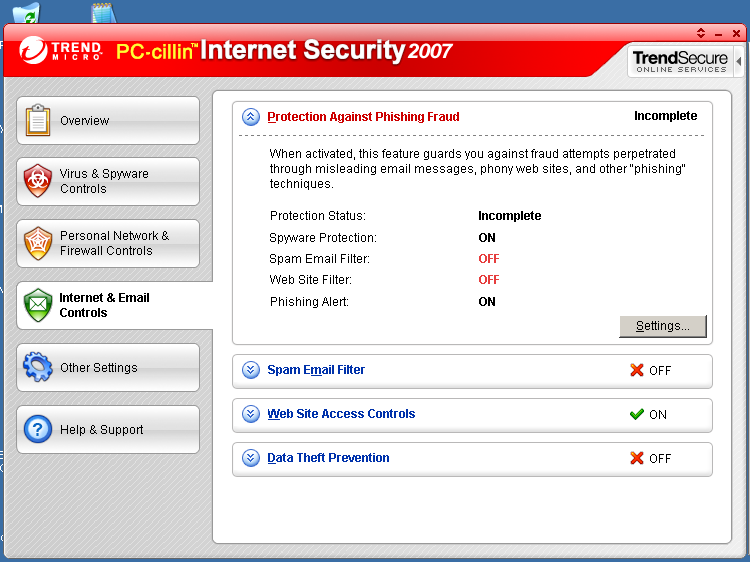 TREND
MICRO
PC-cillin™ Internet Security 2007
TrendSecure
ONLINE SERVICES
Overview
Virus & Spyware
Controls
Personal Network &
Firewall Controls
Internet & Email
Controls
Other Settings
Help & Support
Protection Against Phishing Fraud Incomplete
When activated, this feature guards you against fraud attempts perpetrated
through misleading email messages, phony web sites, and other "phishing"
techniques.
Protection Status: Incomplete
Spyware Protection: ON
Spam Email Filter: OFF
Web Site Filter: OFF
Phishing Alert: ON
Settings...
Spam Email Filter OFF
Web Site Access Controls ON
Data Theft Prevention OFF